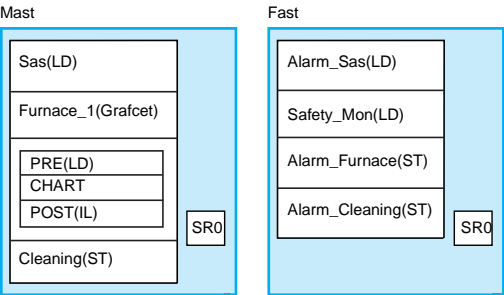 Mast
Sas(LD)
Furnace_1(Grafcet)
PRE(LD)
CHART
POST(IL)
SR0
Cleaning(ST)
Fast
Alarm_Sas(LD)
Safety_Mon(LD)
Alarm_Furnace(ST)
Alarm_Cleaning(ST)
SR0